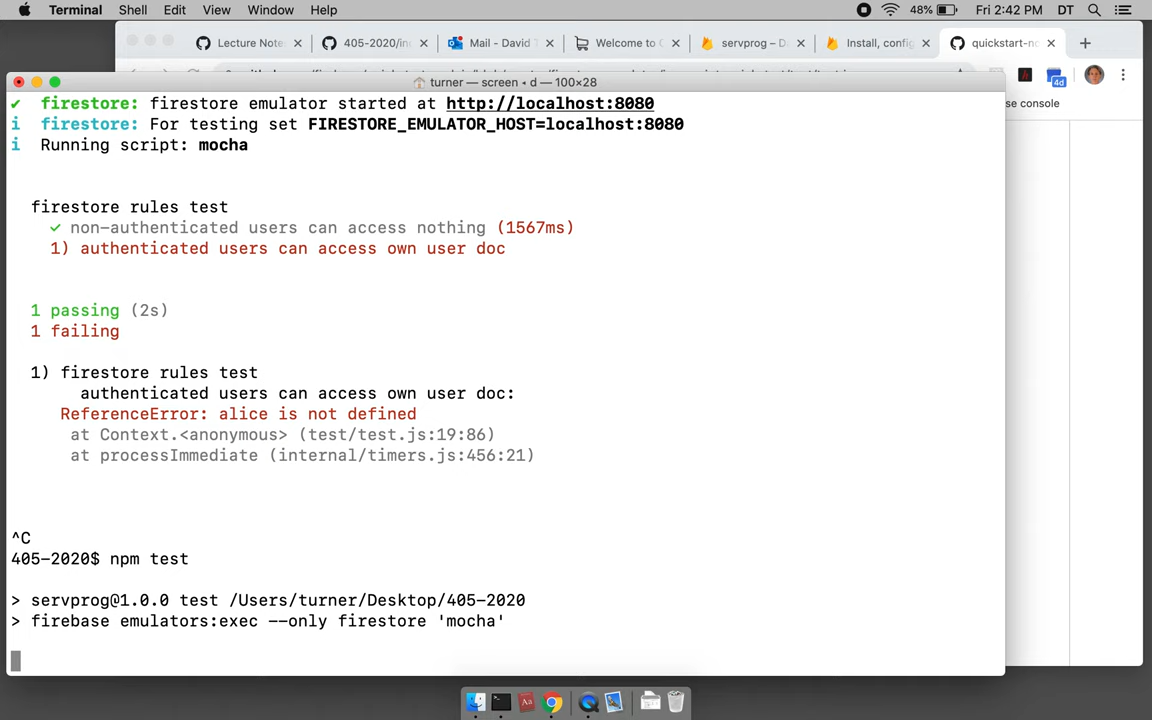 Terminal Shell Edit View Window Help 48% Fri 2:42 PM DT
Lecture Note 405-2020/in Mail - David T Welcome to servprog – D Install, config quickstart-n
turner — screen ◂ d — 100×28
4d
se console
✔ firestore: firestore emulator started at http://localhost:8080
i firestore: For testing set FIRESTORE_EMULATOR_HOST=localhost:8080
i Running script: mocha
firestore rules test
✓ non-authenticated users can access nothing (1567ms)
1) authenticated users can access own user doc
1 passing (2s)
1 failing
1) firestore rules test
authenticated users can access own user doc:
ReferenceError: alice is not defined
at Context.<anonymous> (test/test.js:19:86)
at processImmediate (internal/timers.js:456:21)
^C
405-2020$ npm test
> servprog@1.0.0 test /Users/turner/Desktop/405-2020
> firebase emulators:exec --only firestore 'mocha'